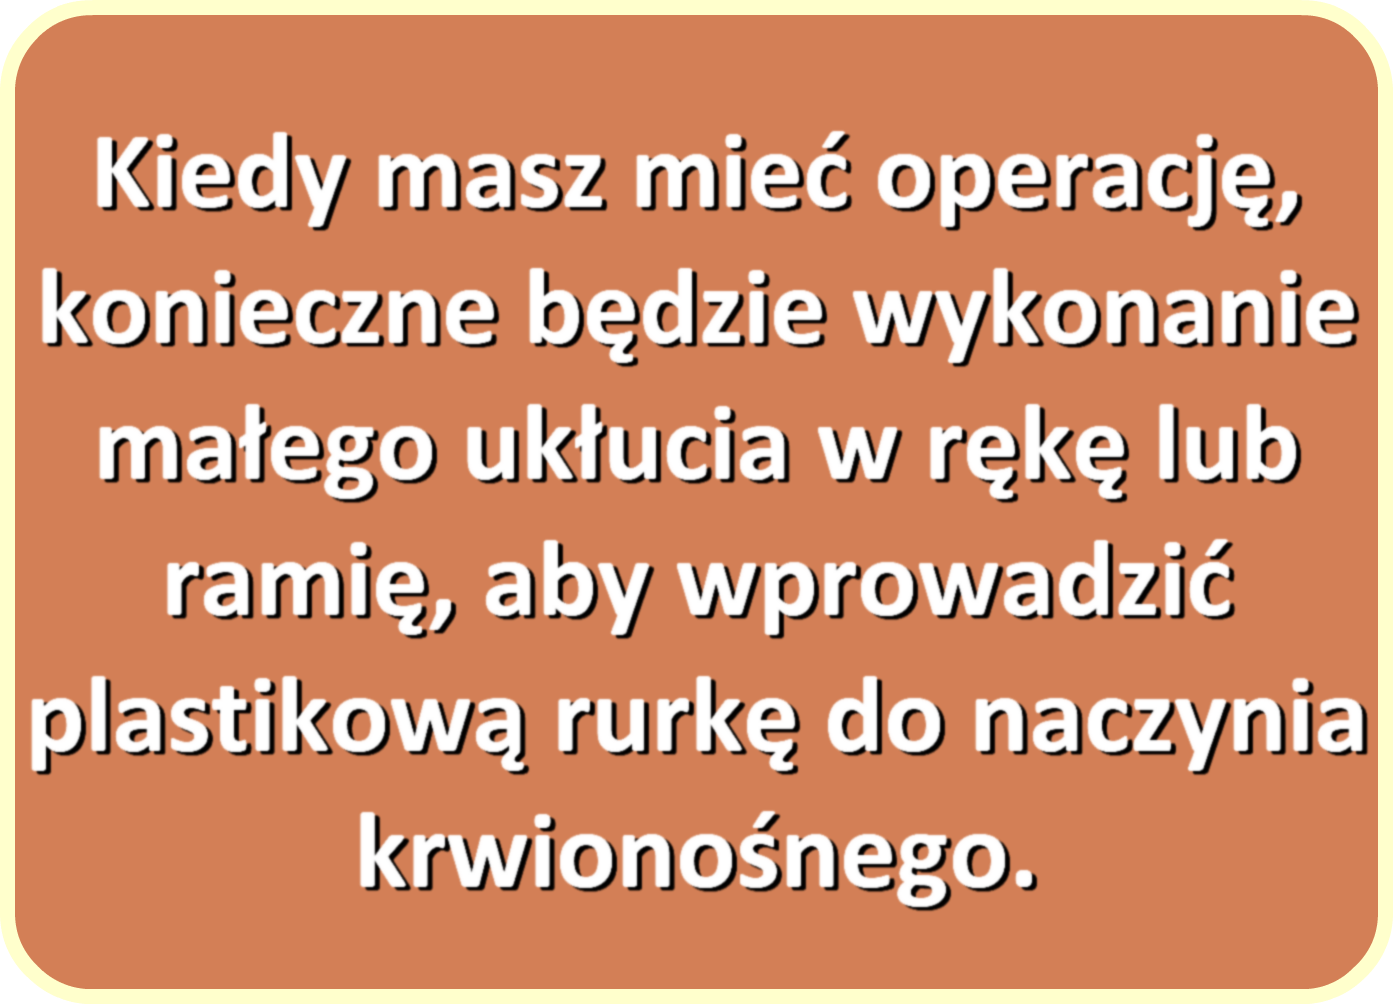 Kiedy masz mieć operację,
konieczne będzie wykonanie
małego ukłucia w rękę lub
ramię, aby wprowadzić
plastikową rurkę do naczynia
krwionośnego.